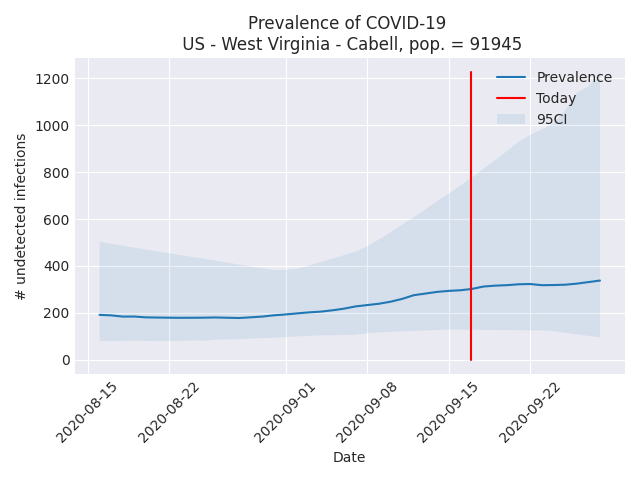 Prevalence of COVID-19
US - West Virginia - Cabell, pop. = 91945
# undetected infections
1200
1000
800
600
400
200
0
Prevalence
Today
95CI
2020-08-15
2020-08-22
2020-09-01
2020-09-08
2020-09-15
2020-09-22
Date